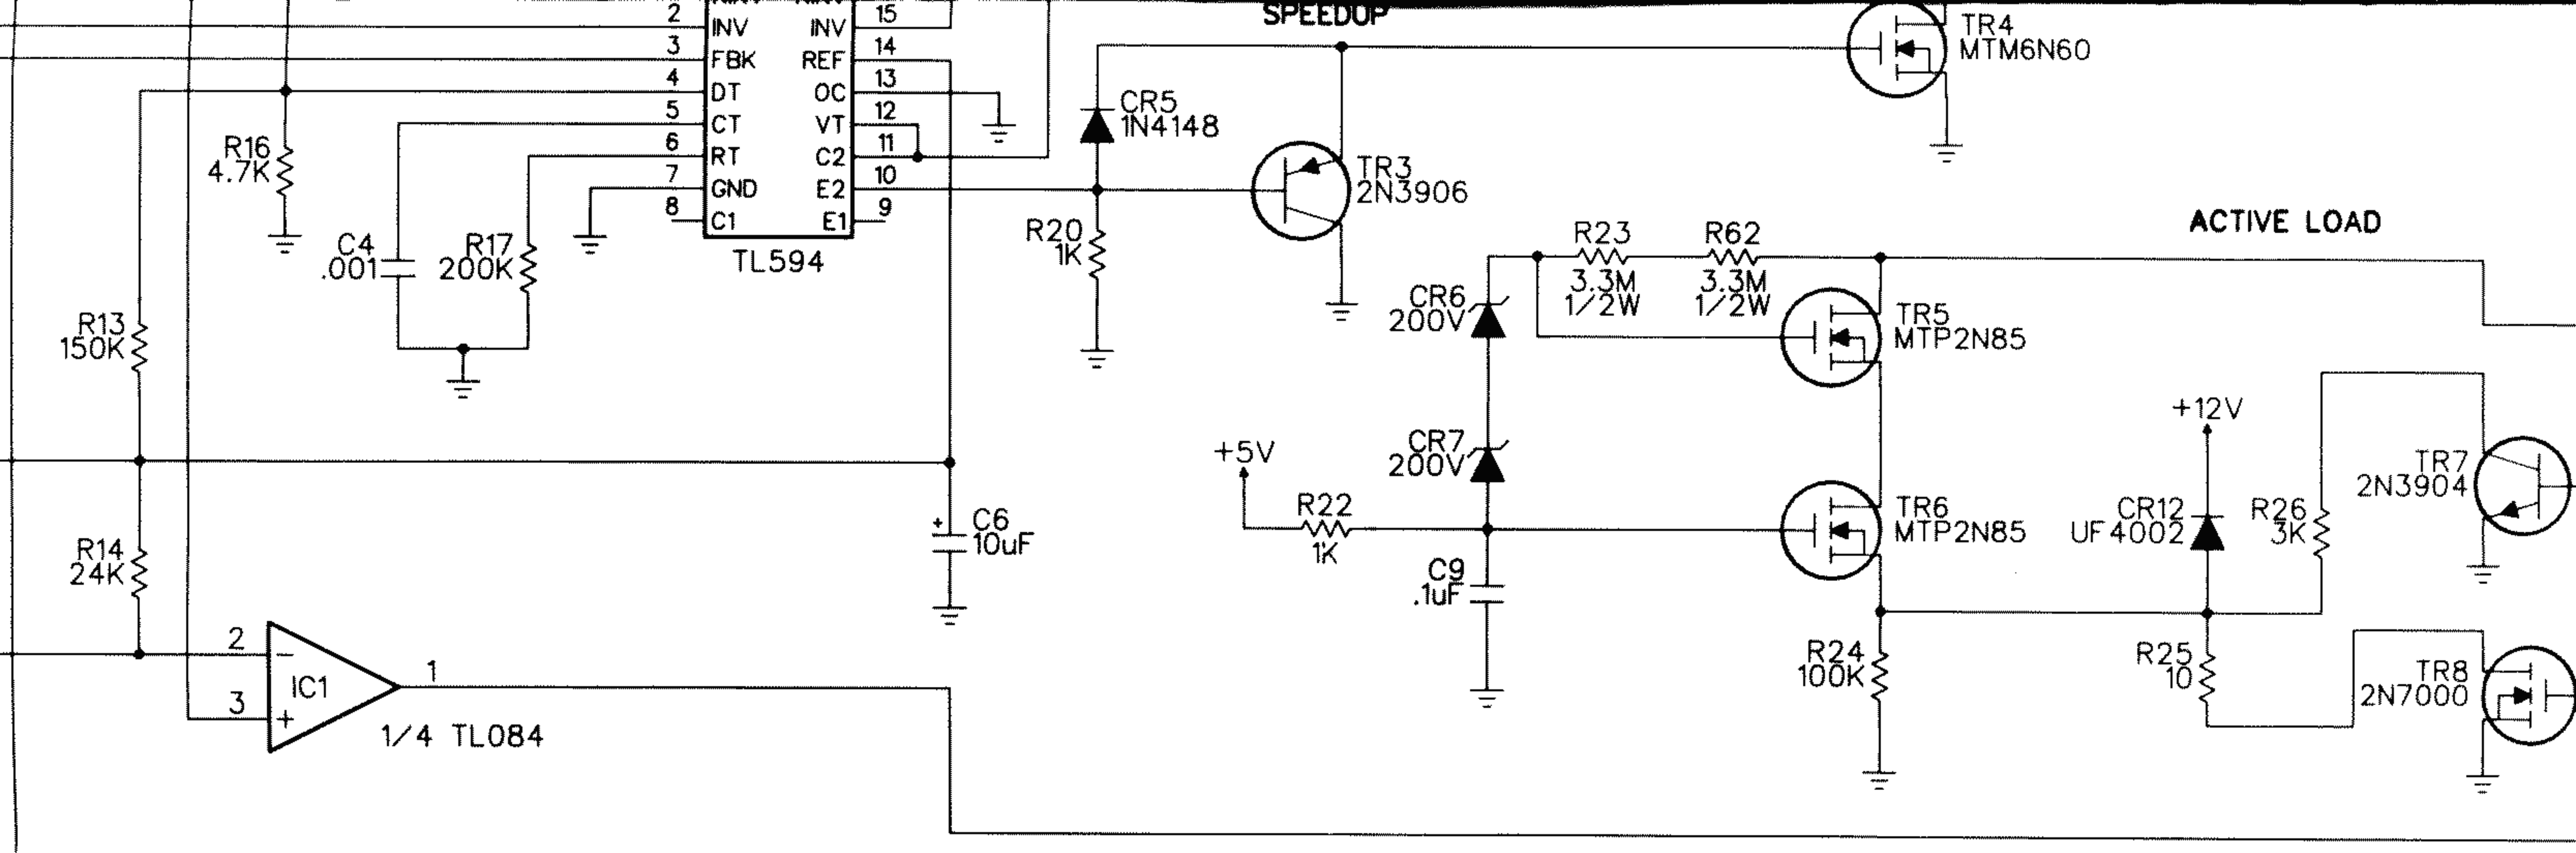 SPEEDUP
2
INV
INV
15
3
FBK
REF
14
4
DT
OC
13
5
CT
VT
12
6
RT
C2
11
7
GND
E2
10
8
C1
E1
9
TL594
TR4
MTM6N60
CR5
1N4148
R16
4.7K
TR3
2N3906
R20
1K
C4
.001
R17
200K
ACTIVE LOAD
R23
3.3M
1/2W
R62
3.3M
1/2W
CR6
200V
TR5
MTP2N85
R13
150K
+12V
+5V
CR7
200V
TR7
2N3904
R22
1K
TR6
MTP2N85
CR12
UF4002
R26
3K
+
C6
10uF
R14
24K
C9
.1uF
2
-
IC1
1
3
+
1/4 TL084
R24
100K
R25
10
TR8
2N7000